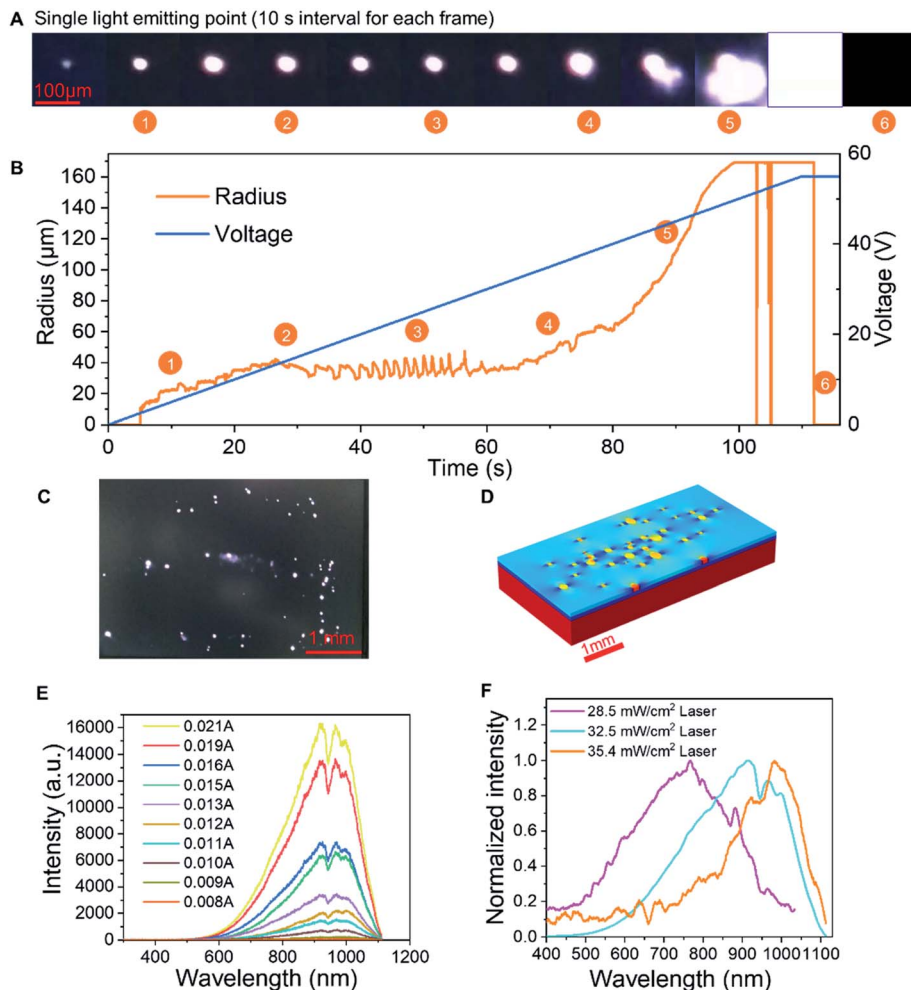 A Single light emitting point (10 s interval for each frame)
100µm
1 2 3 4 5 6
B
Radius
Voltage
Radius (µm)
160
140
120
100
80
60
40
20
0
Voltage (V)
60
40
20
0
1 2 3 4 5 6
0 20 40 60 80 100
Time (s)
C
1 mm
D
1mm
E
0.021A
0.019A
0.016A
0.015A
0.013A
0.012A
0.011A
0.010A
0.009A
0.008A
Intensity (a.u.)
16000
14000
12000
10000
8000
6000
4000
2000
0
400 600 800 1000 1200
Wavelength (nm)
F
28.5 mW/cm² Laser
32.5 mW/cm² Laser
35.4 mW/cm² Laser
Normalized intensity
1.2
1.0
0.8
0.6
0.4
0.2
0.0
400 500 600 700 800 900 1000 1100
Wavelength (nm)